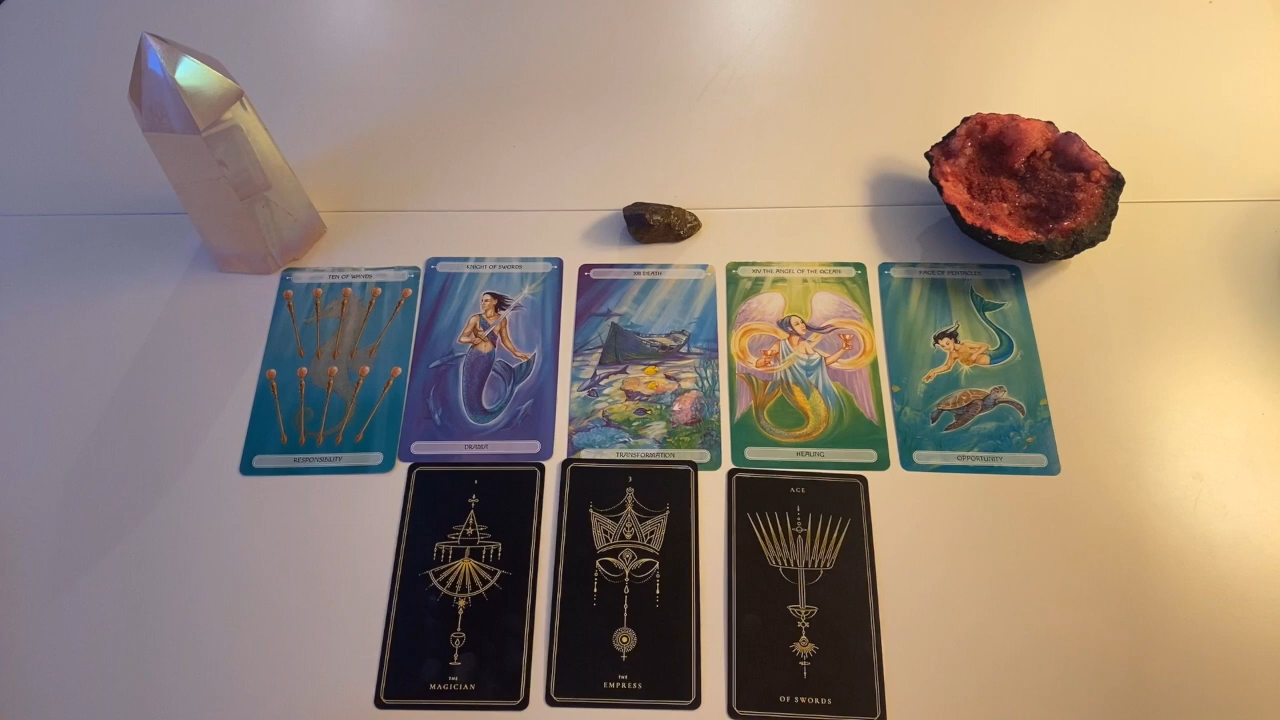 TEN OF WANDS
KNIGHT OF SWORDS
XIII DEATH
XIV THE ANGEL OF THE OCEAN
PAGE OF PENTACLES
RESPONSIBILITY
DRAMA
TRANSFORMATION
HEALING
OPPORTUNITY
1
3
ACE
THE
MAGICIAN
THE
EMPRESS
OF SWORDS